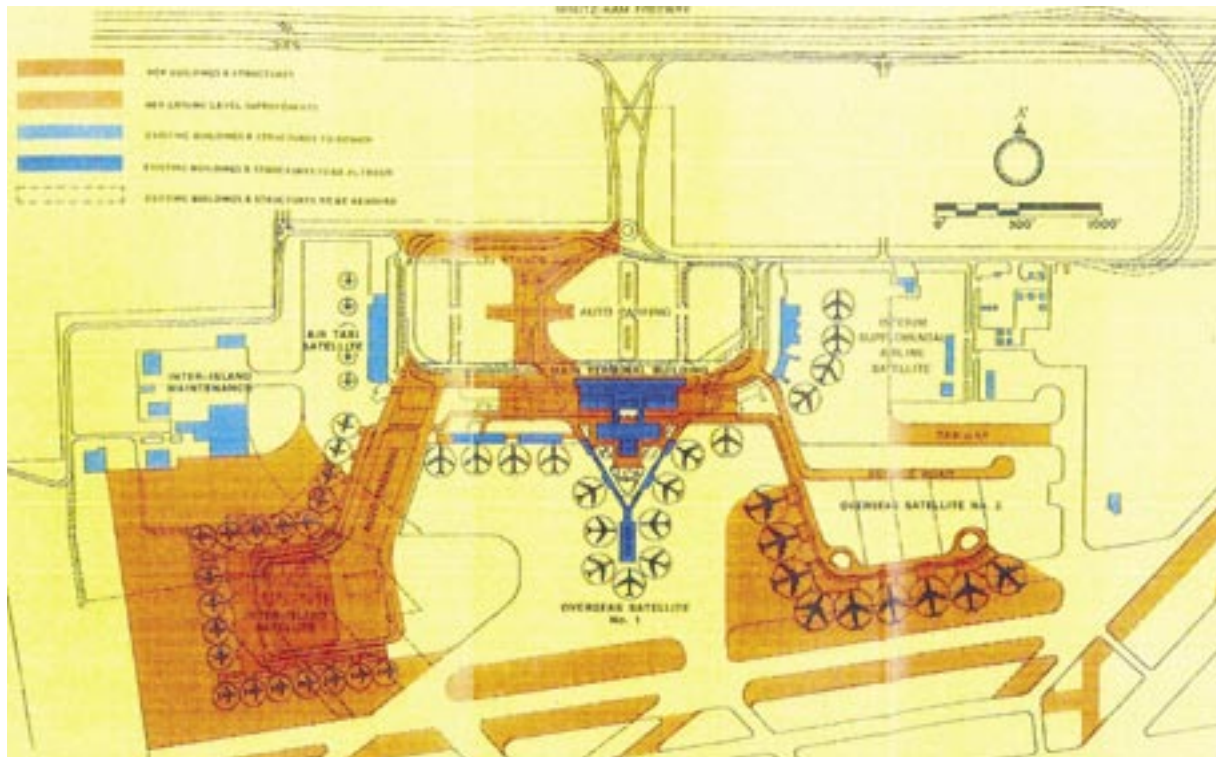 NEW BUILDINGS & STRUCTURES
NEW GROUND LEVEL IMPROVEMENTS
EXISTING BUILDINGS & STRUCTURES TO REMAIN
EXISTING BUILDINGS & STRUCTURES TO BE ALTERED
EXISTING BUILDINGS & STRUCTURES TO BE REMOVED
N
0' 500' 1000'
AUTO PARKING
AIR TAXI
SATELLITE
INTERIM
SUPPLEMENTAL
AIRLINE
SATELLITE
INTER-ISLAND
MAINTENANCE
MAIN TERMINAL BUILDING
TAXIWAY
OVERSEAS SATELLITE No. 2
OVERSEAS SATELLITE
No. 1
INTER-ISLAND
SATELLITE